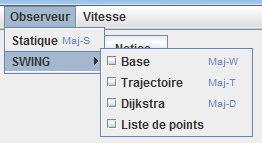 Observeur Vitesse
Statique Maj-S
Notice
SWING
Base Maj-W
Trajectoire Maj-T
Dijkstra Maj-D
Liste de points